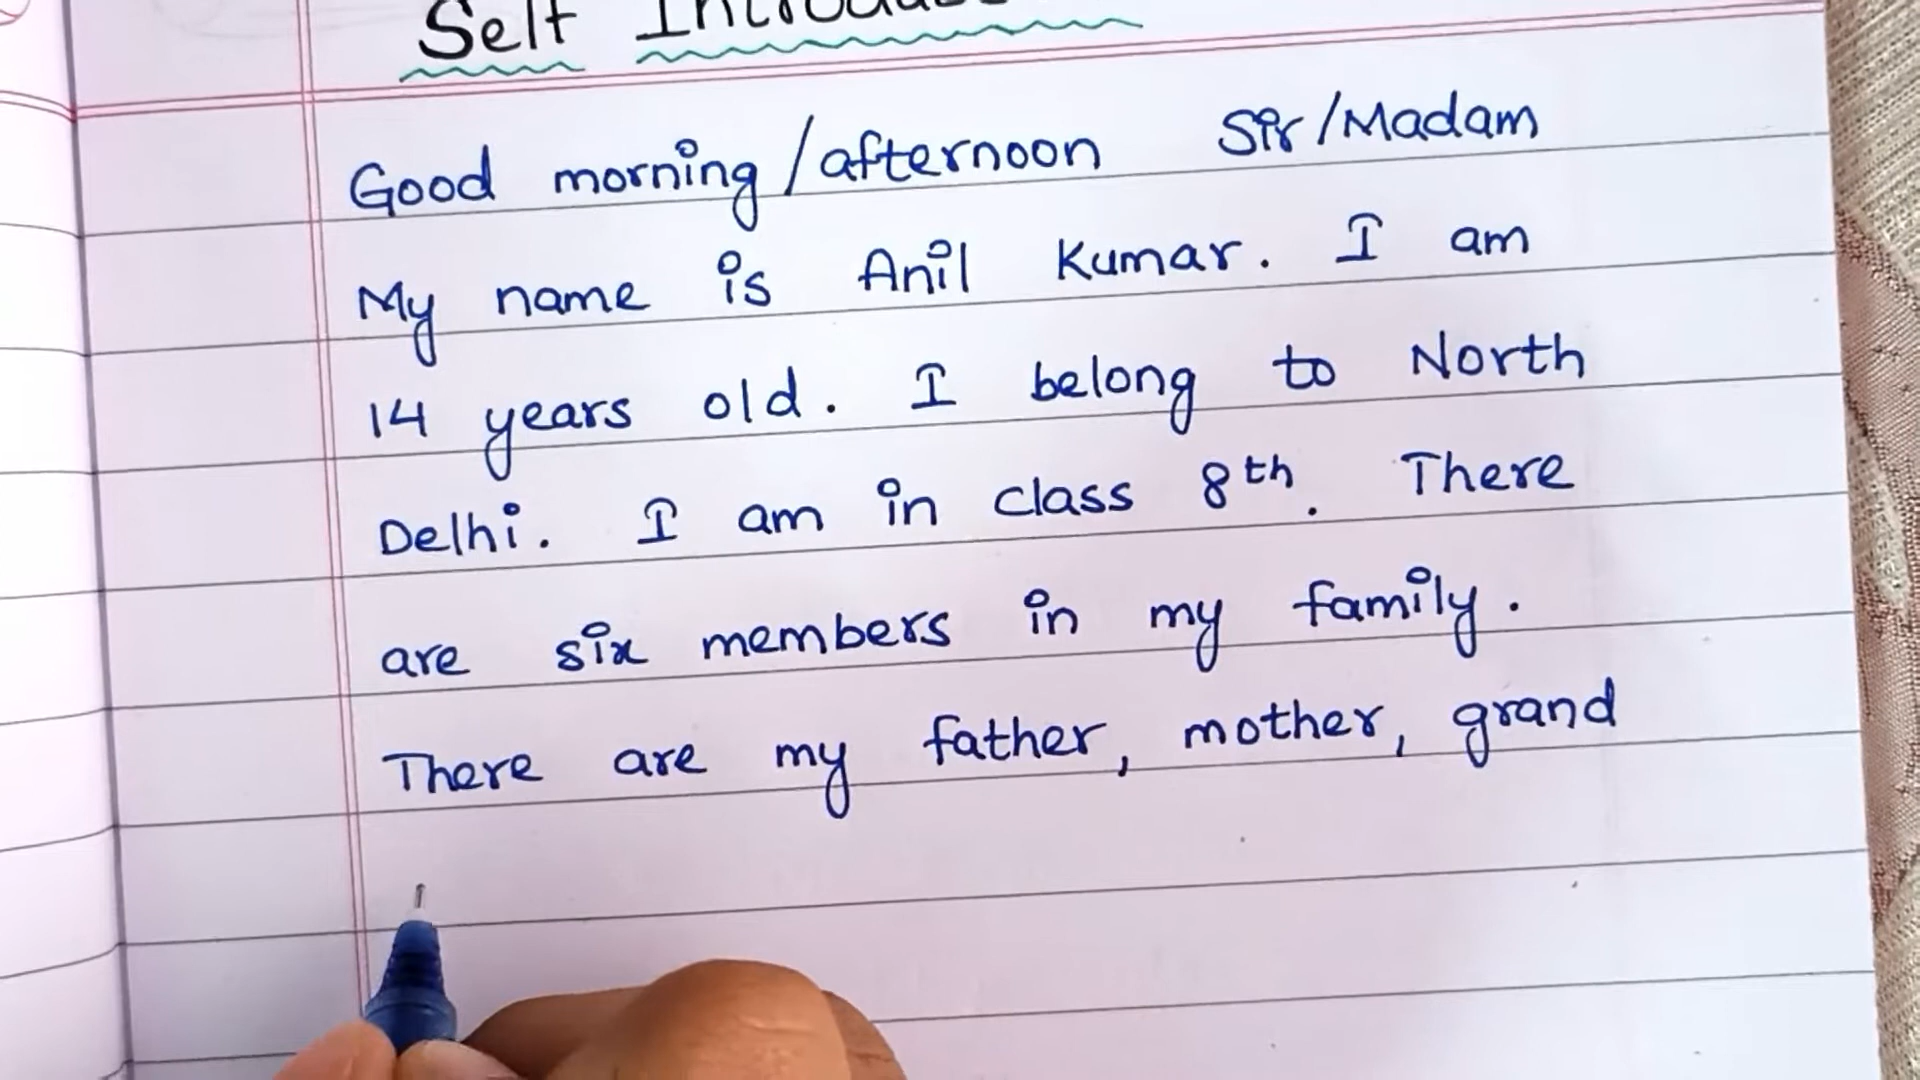 Self
Good morning/afternoon Sir/Madam
My name is Anil Kumar. I am
14 years old. I belong to North
Delhi. I am in class 8th. There
are six members in my family.
There are my father, mother, grand